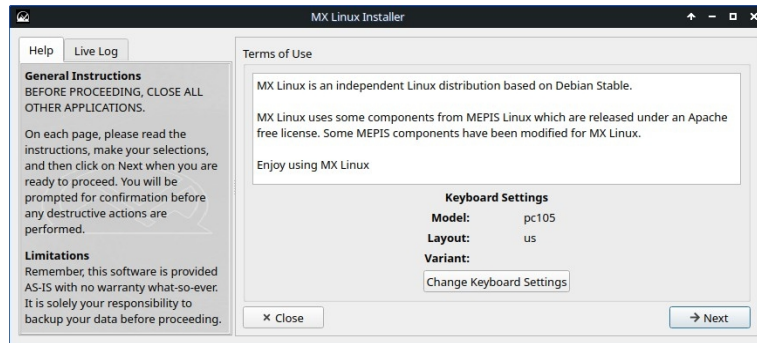 MX Linux Installer
Help
Live Log
General Instructions
BEFORE PROCEEDING, CLOSE ALL
OTHER APPLICATIONS.
On each page, please read the
instructions, make your selections,
and then click on Next when you are
ready to proceed. You will be
prompted for confirmation before
any destructive actions are
performed.
Limitations
Remember, this software is provided
AS-IS with no warranty what-so-ever.
It is solely your responsibility to
backup your data before proceeding.
Terms of Use
MX Linux is an independent Linux distribution based on Debian Stable.
MX Linux uses some components from MEPIS Linux which are released under an Apache
free license. Some MEPIS components have been modified for MX Linux.
Enjoy using MX Linux
Keyboard Settings
Model: pc105
Layout: us
Variant:
Change Keyboard Settings
Close
Next